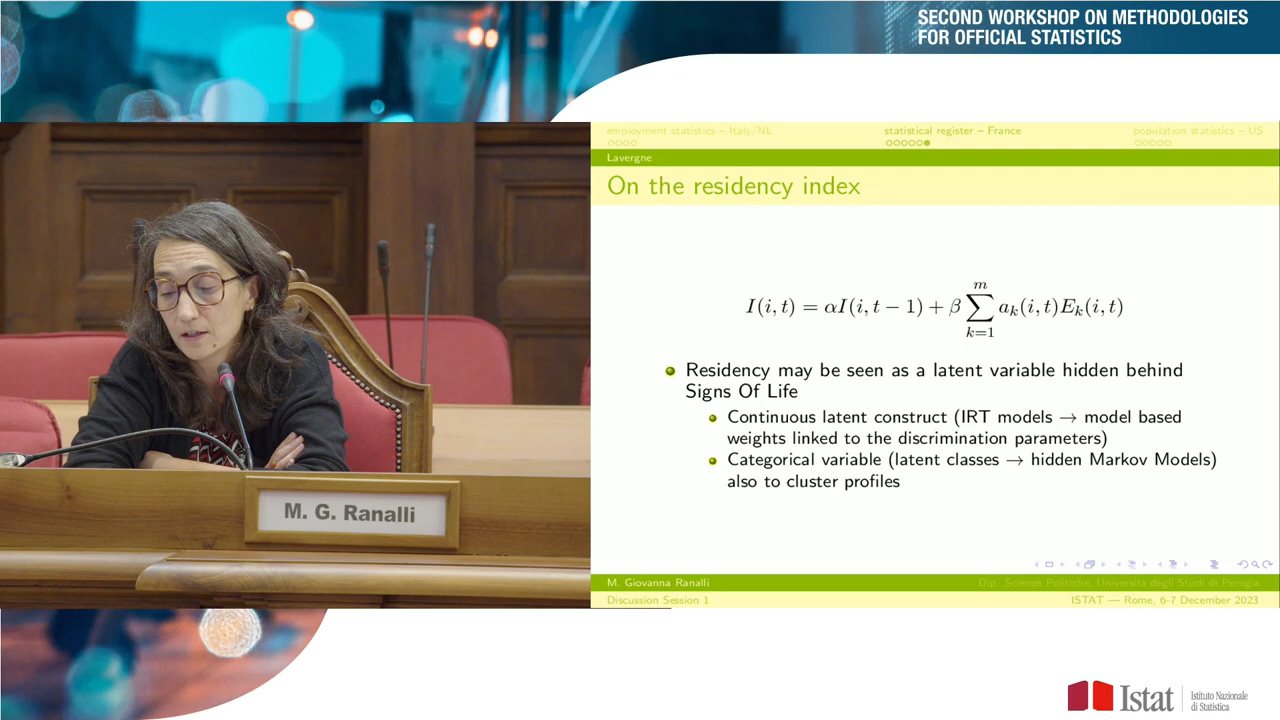 SECOND WORKSHOP ON METHODOLOGIES
FOR OFFICIAL STATISTICS
employment statistics – Italy/NL
statistical register – France
population statistics – US
Lavergne
On the residency index
I(i, t) = αI(i, t − 1) + β ∑_{k=1}^{m} a_k(i, t)E_k(i, t)
Residency may be seen as a latent variable hidden behind
Signs Of Life
Continuous latent construct (IRT models → model based
weights linked to the discrimination parameters)
Categorical variable (latent classes → hidden Markov Models)
also to cluster profiles
M. G. Ranalli
M. Giovanna Ranalli
Dip. Scienze Politiche, Università degli Studi di Perugia
Discussion Session 1
ISTAT — Rome, 6-7 December 2023
Istat
Istituto Nazionale
di Statistica